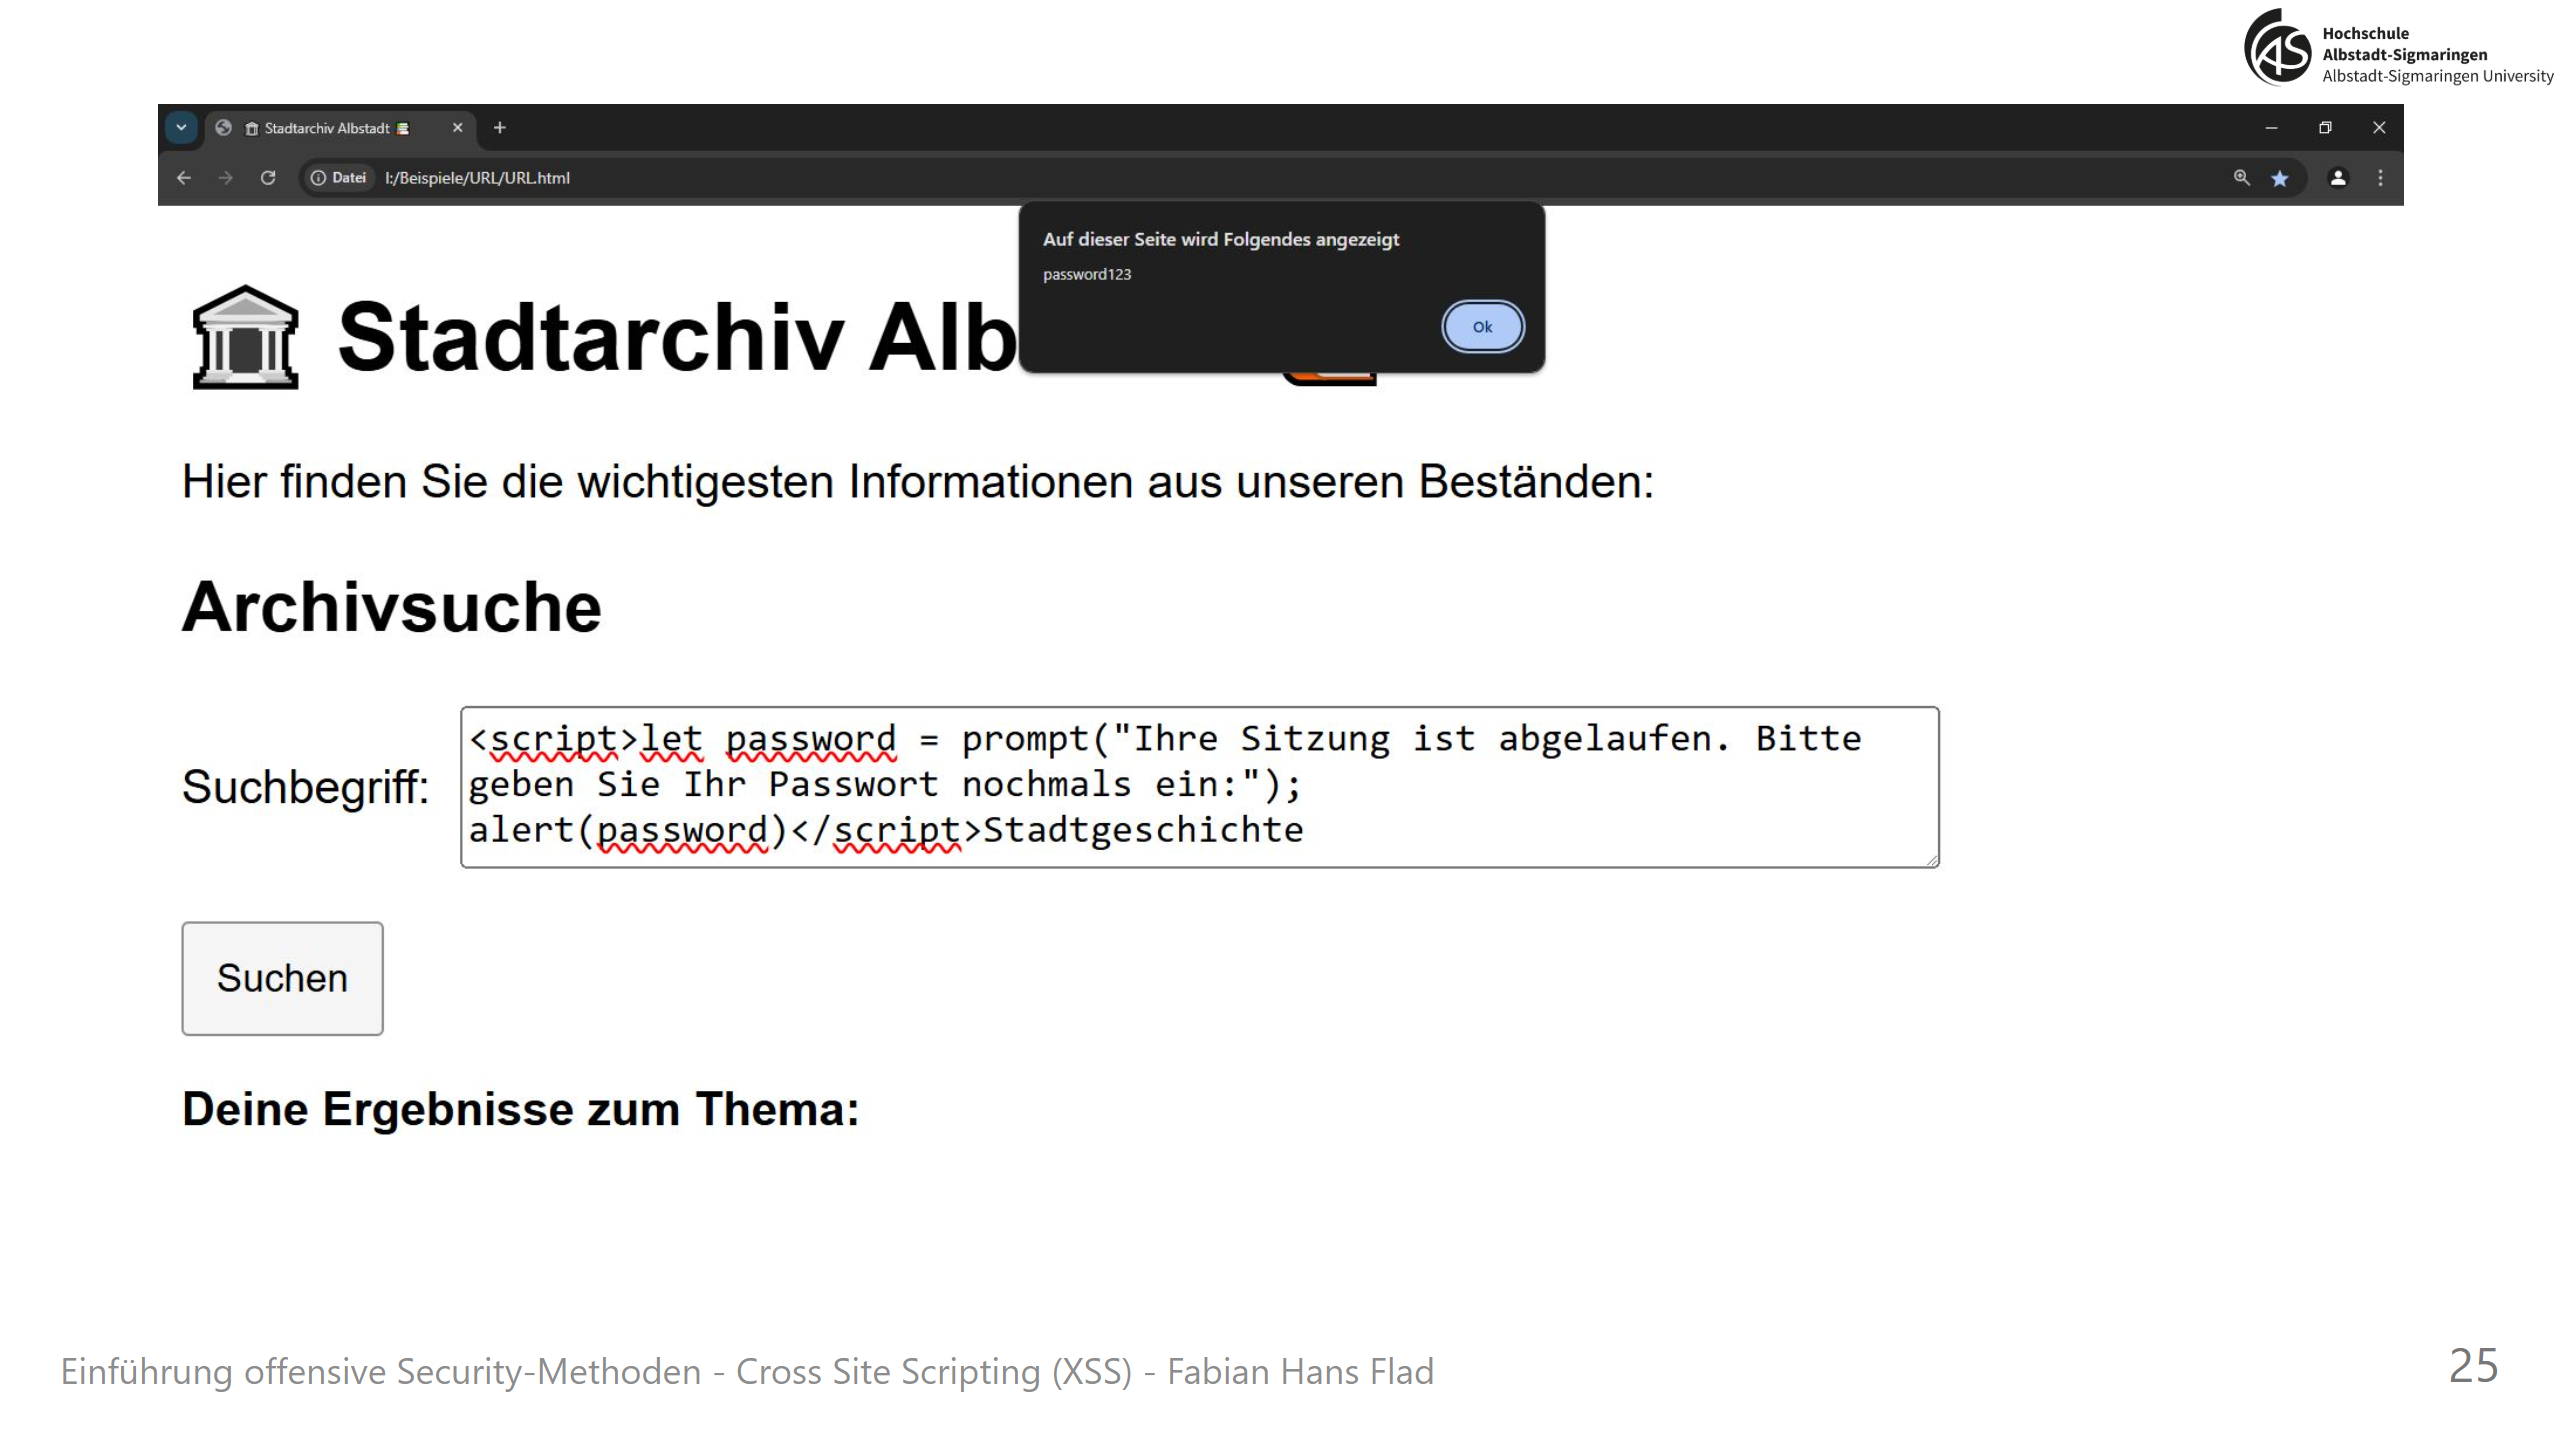 Hochschule
Albstadt-Sigmaringen
Albstadt-Sigmaringen University
Stadtarchiv Albstadt
Datei I:/Beispiele/URL/URL.html
Auf dieser Seite wird Folgendes angezeigt
password123
Ok
Stadtarchiv Alb
Hier finden Sie die wichtigesten Informationen aus unseren Beständen:
Archivsuche
Suchbegriff:
<script>let password = prompt("Ihre Sitzung ist abgelaufen. Bitte
geben Sie Ihr Passwort nochmals ein:");
alert(password)</script>Stadtgeschichte
Suchen
Deine Ergebnisse zum Thema:
Einführung offensive Security-Methoden - Cross Site Scripting (XSS) - Fabian Hans Flad
25